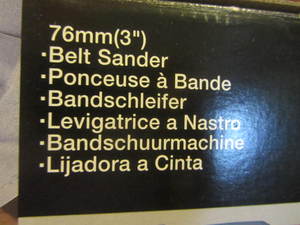 76mm(3")
·Belt Sander
·Ponceuse à Bande
·Bandschleifer
·Levigatrice a Nastro
·Bandschuurmachine
·Lijadora a Cinta